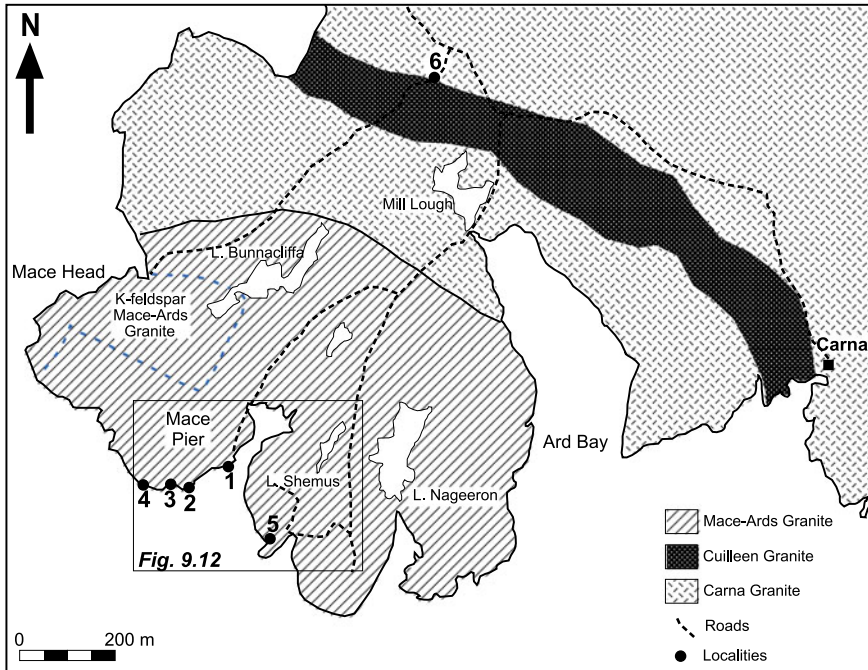 N
6
Mill Lough
L. Bunnacliffa
Mace Head
K-feldspar
Mace-Ards
Granite
Carna
Mace
Pier
Ard Bay
1
L. Shemus
4
3
2
L. Nageeron
5
Fig. 9.12
Mace-Ards Granite
Cuilleen Granite
Carna Granite
Roads
Localities
0
200 m